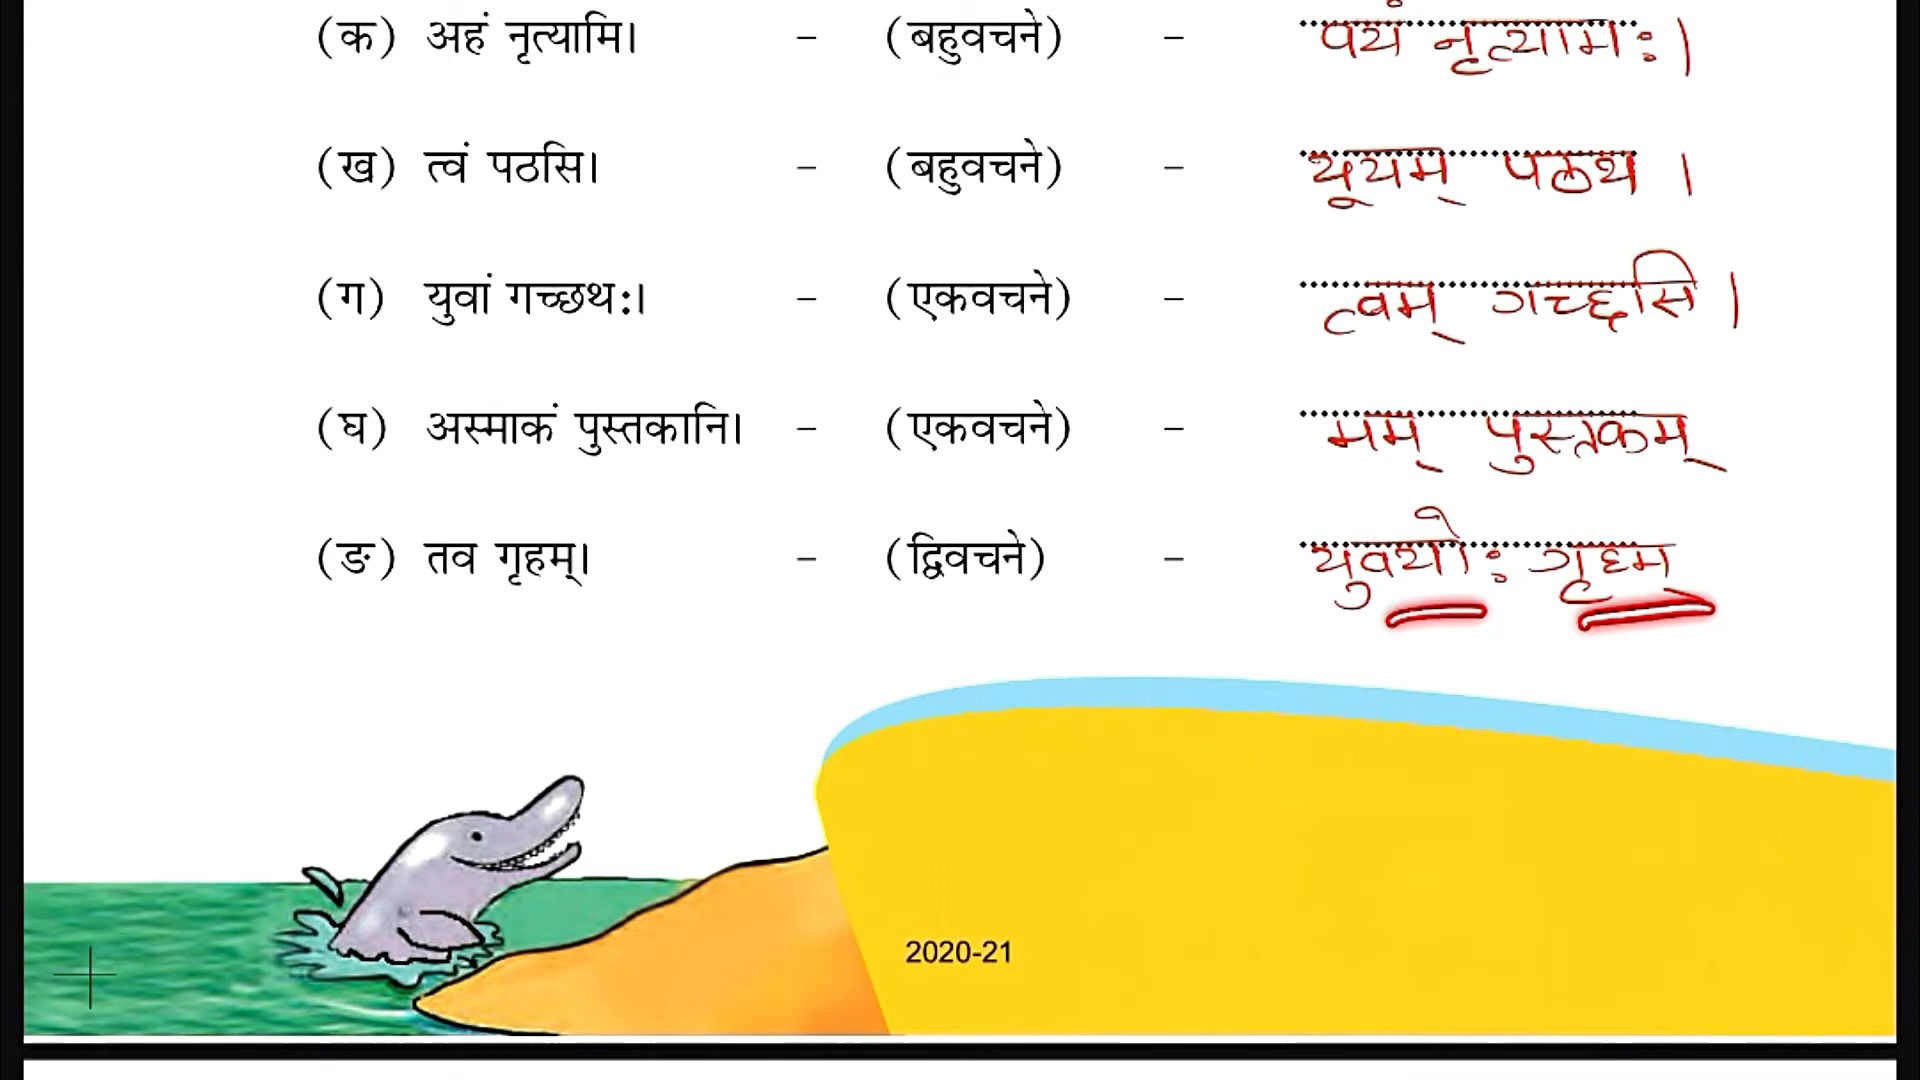 (क) अहं नृत्यामि। - (बहुवचने) - वयं नृत्यामः।
(ख) त्वं पठसि। - (बहुवचने) - यूयम् पठथ ।
(ग) युवां गच्छथः। - (एकवचने) - त्वम् गच्छसि ।
(घ) अस्माकं पुस्तकानि। - (एकवचने) - मम् पुस्तकम्
(ङ) तव गृहम्। - (द्विवचने) - युवयोः गृहम्
2020-21